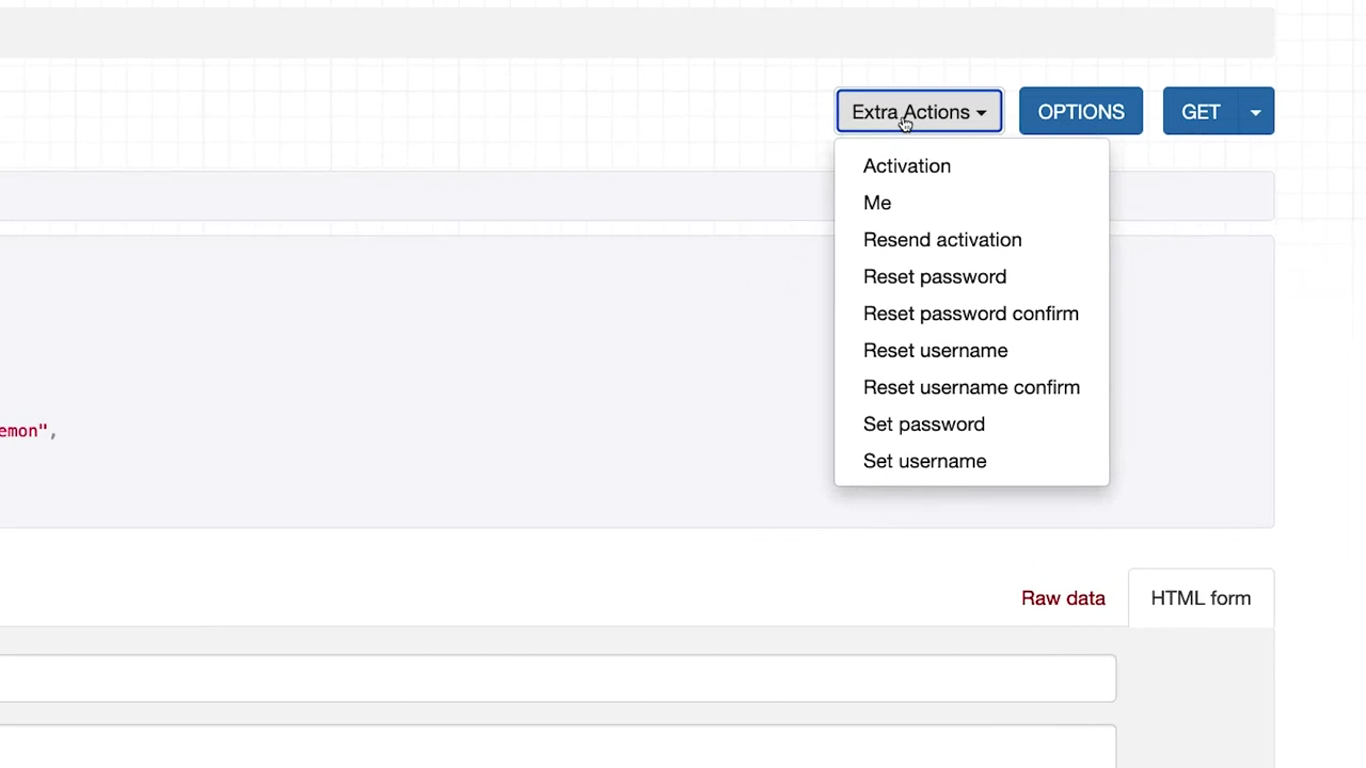 Extra Actions OPTIONS GET
Activation
Me
Resend activation
Reset password
Reset password confirm
Reset username
Reset username confirm
Set password
Set username
emon",
Raw data HTML form